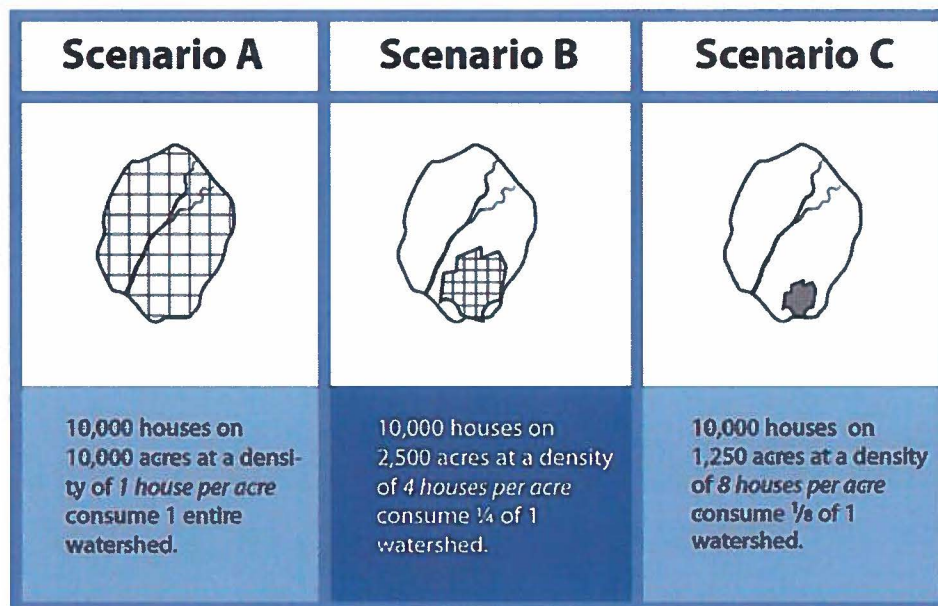 Scenario A
Scenario B
Scenario C
10,000 houses on
10,000 acres at a densi-
ty of 1 house per acre
consume 1 entire
watershed.
10,000 houses on
2,500 acres at a density
of 4 houses per acre
consume ¼ of 1
watershed.
10,000 houses on
1,250 acres at a density
of 8 houses per acre
consume ⅛ of 1
watershed.